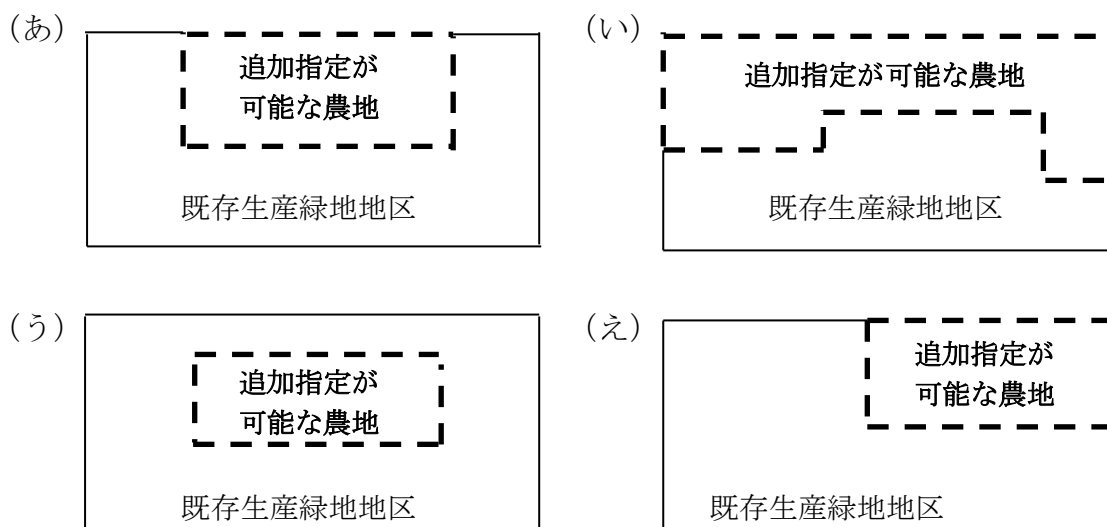 (あ)
追加指定が
可能な農地
既存生産緑地地区
(い)
追加指定が可能な農地
既存生産緑地地区
(う)
追加指定が
可能な農地
既存生産緑地地区
(え)
追加指定が
可能な農地
既存生産緑地地区